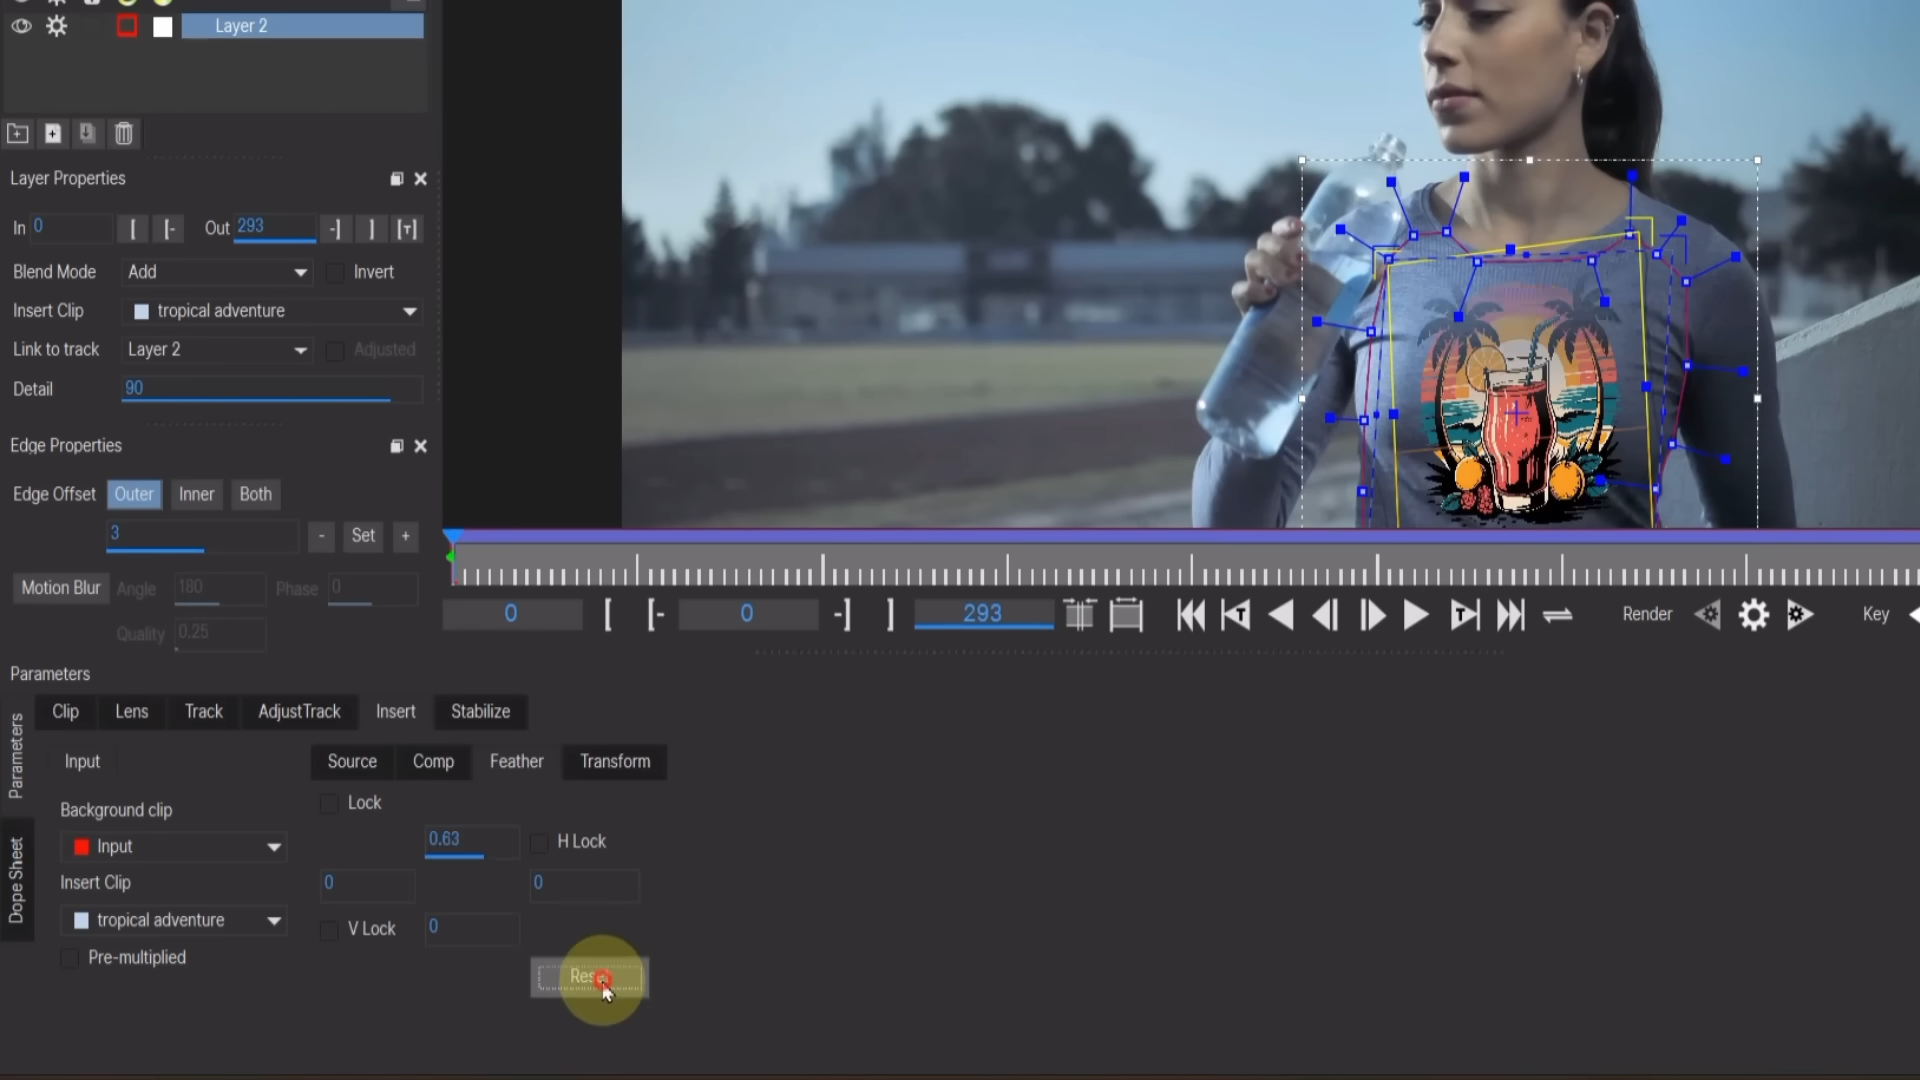 Layer 2
Layer Properties
In 0 [ [- Out 293 -] ] [T]
Blend Mode Add Invert
Insert Clip tropical adventure
Link to track Layer 2 Adjusted
Detail 90
Edge Properties
Edge Offset Outer Inner Both
3 - Set +
Motion Blur Angle 180 Phase 0
Quality 0.25
0 [ [- 0 -] ] 293 Render Key
Parameters
Parameters
Dope Sheet
Clip Lens Track AdjustTrack Insert Stabilize
Input Source Comp Feather Transform
Lock
Background clip
0.63 H Lock
Input
Insert Clip 0 0
tropical adventure V Lock 0
Pre-multiplied